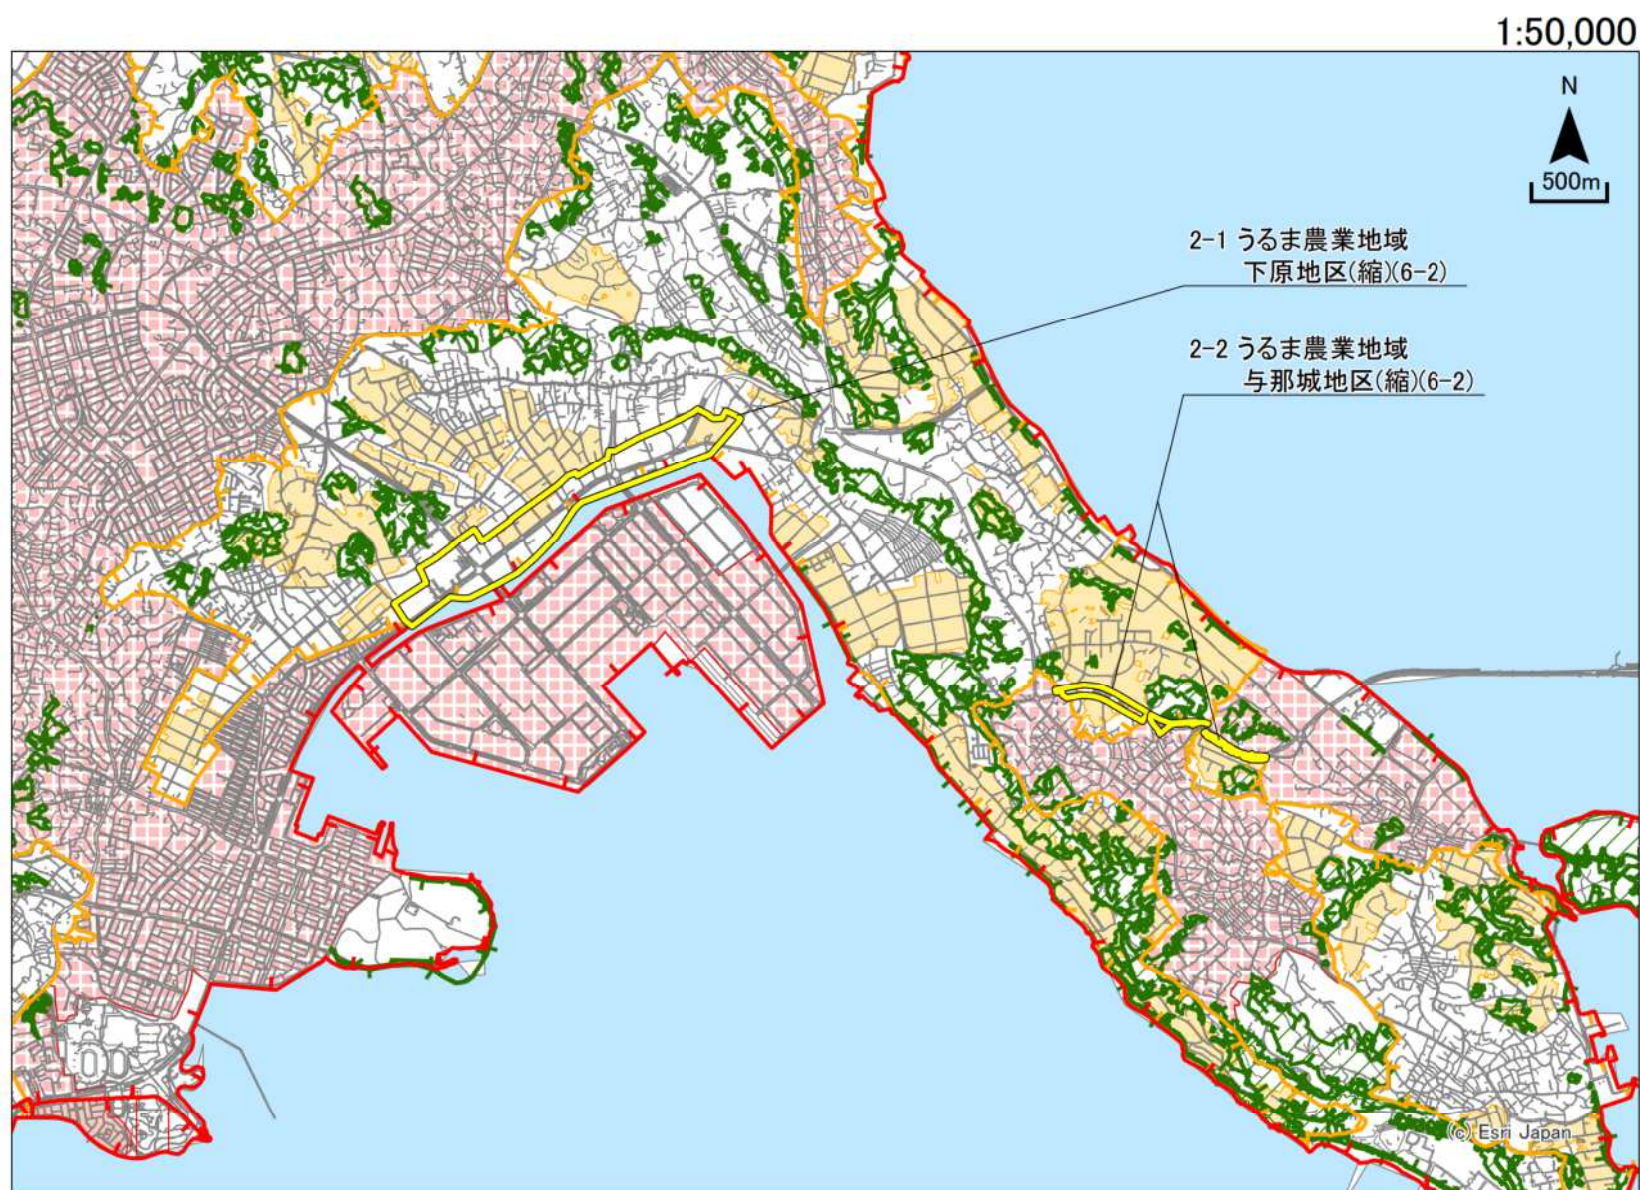 1:50,000
N
500m
2-1 うるま農業地域
下原地区(縮)(6-2)
2-2 うるま農業地域
与那城地区(縮)(6-2)
(c) Esri Japan